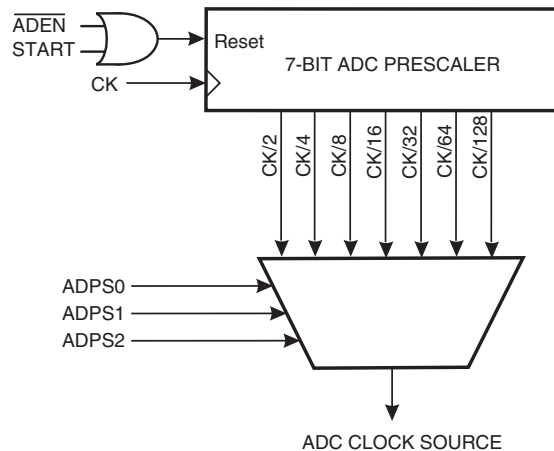 ADEN
START
Reset
7-BIT ADC PRESCALER
CK
CK/2
CK/4
CK/8
CK/16
CK/32
CK/64
CK/128
ADPS0
ADPS1
ADPS2
ADC CLOCK SOURCE